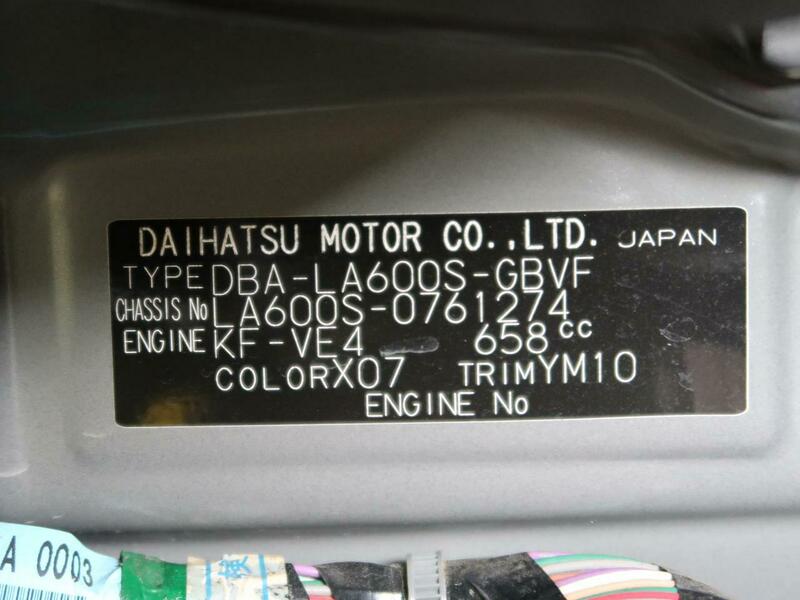 DAIHATSU MOTOR CO.,LTD. JAPAN
TYPE DBA-LA600S-GBVF
CHASSIS No LA600S-0761274
ENGINE KF-VE4 658cc
COLOR X07 TRIM YM10
ENGINE No
A 0003
検